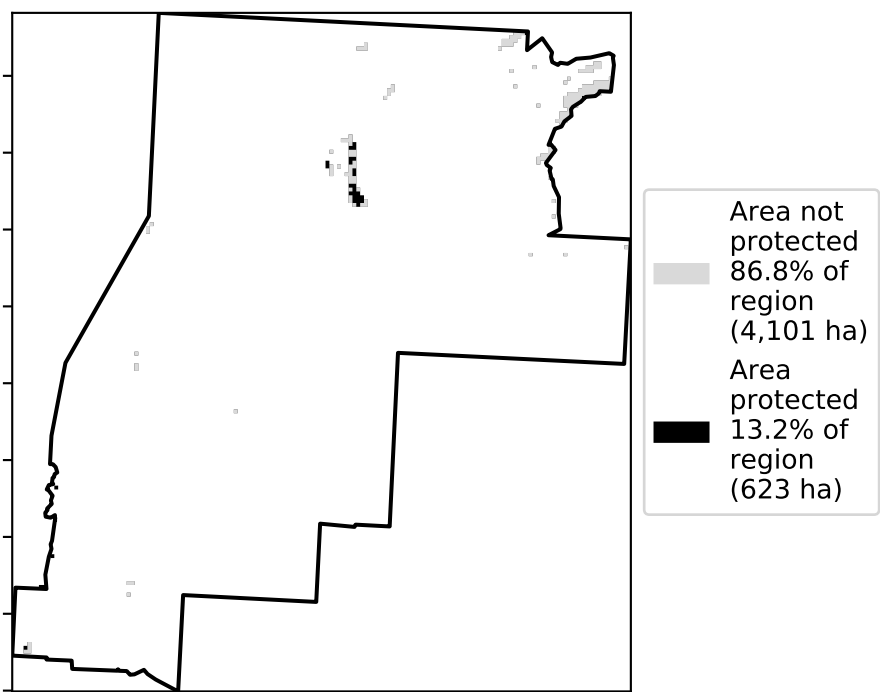 Area not
protected
86.8% of
region
(4,101 ha)
Area
protected
13.2% of
region
(623 ha)